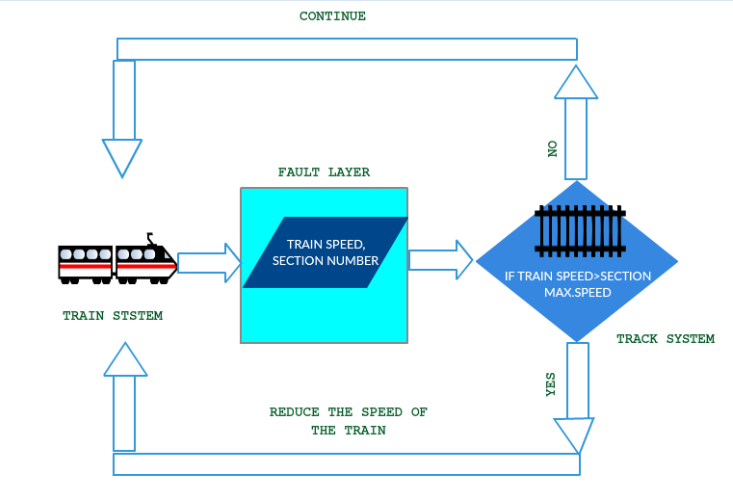 CONTINUE
NO
FAULT LAYER
TRAIN SPEED,
SECTION NUMBER
IF TRAIN SPEED>SECTION
MAX.SPEED
TRAIN STSTEM
TRACK SYSTEM
YES
REDUCE THE SPEED OF
THE TRAIN